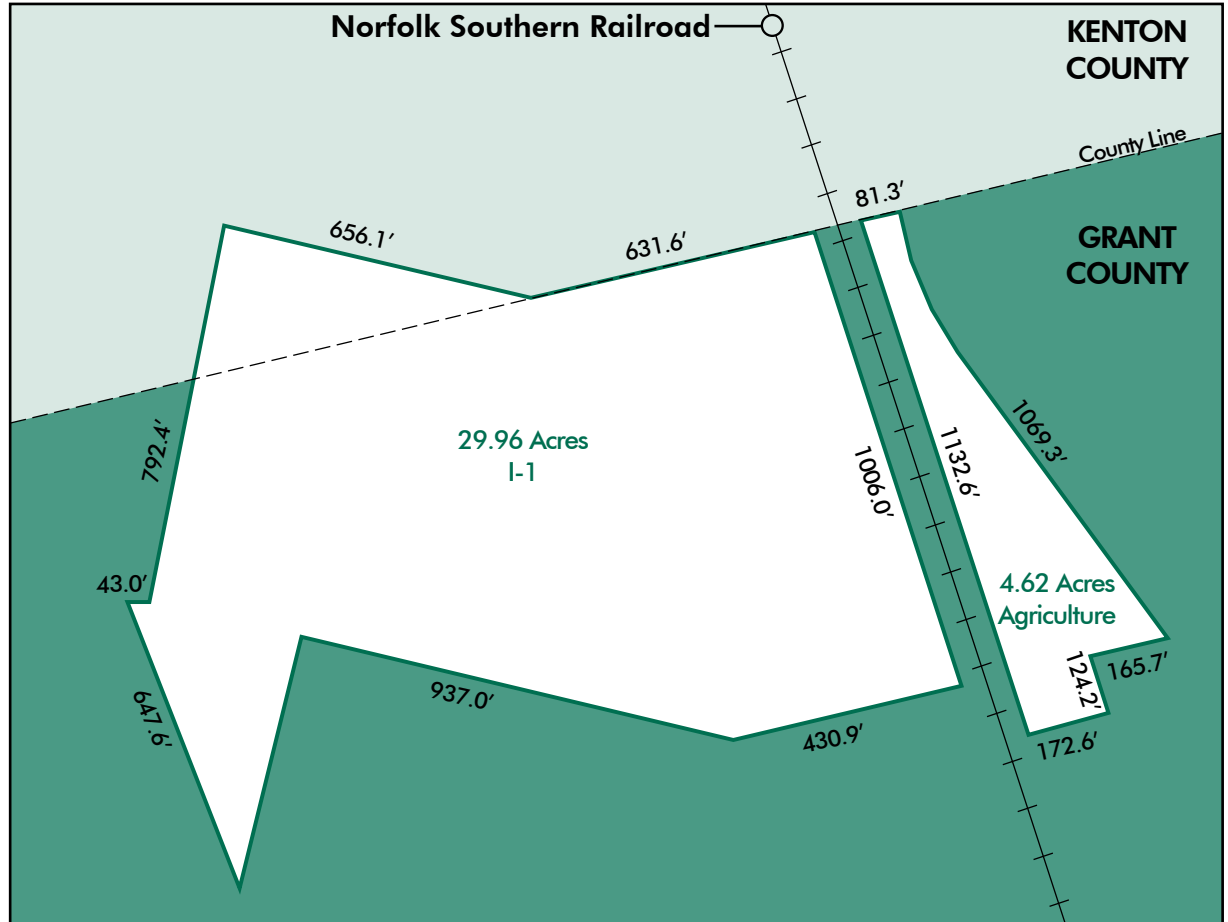 Norfolk Southern Railroad
KENTON
COUNTY
County Line
81.3’
656.1’
631.6’
GRANT
COUNTY
792.4’
29.96 Acres
I-1
1006.0’
1132.6’
1069.3’
43.0’
4.62 Acres
Agriculture
647.6’
937.0’
430.9’
124.2’
165.7’
172.6’